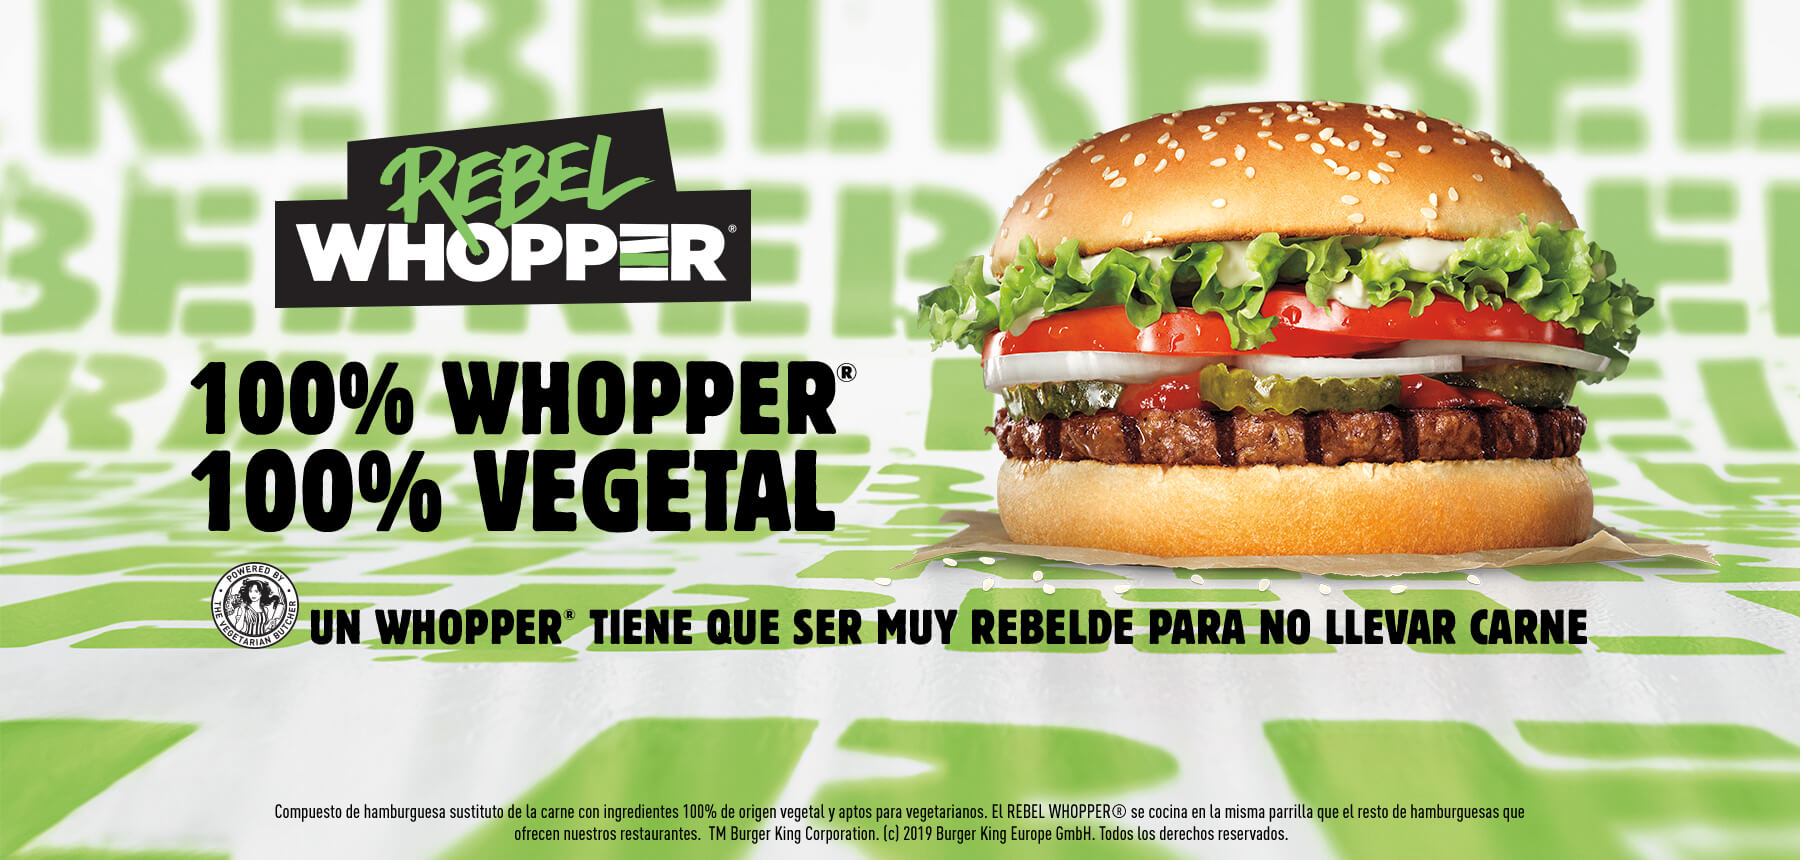 REBEL
WHOPPER®
100% WHOPPER®
100% VEGETAL
POWERED BY
THE VEGETARIAN BUTCHER
UN WHOPPER® TIENE QUE SER MUY REBELDE PARA NO LLEVAR CARNE
Compuesto de hamburguesa sustituto de la carne con ingredientes 100% de origen vegetal y aptos para vegetarianos. El REBEL WHOPPER® se cocina en la misma parrilla que el resto de hamburguesas que
ofrecen nuestros restaurantes. TM Burger King Corporation. (c) 2019 Burger King Europe GmbH. Todos los derechos reservados.